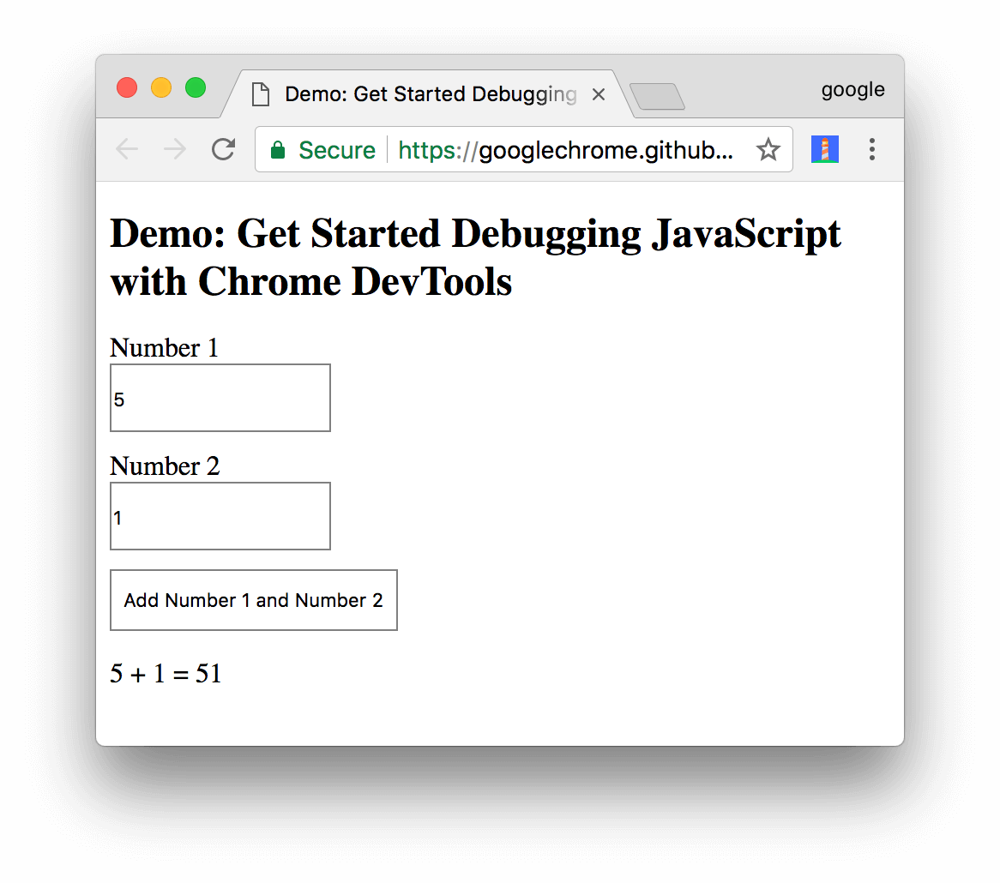 Demo: Get Started Debugging
google
Secure https://googlechrome.github...
Demo: Get Started Debugging JavaScript
with Chrome DevTools
Number 1
5
Number 2
1
Add Number 1 and Number 2
5 + 1 = 51